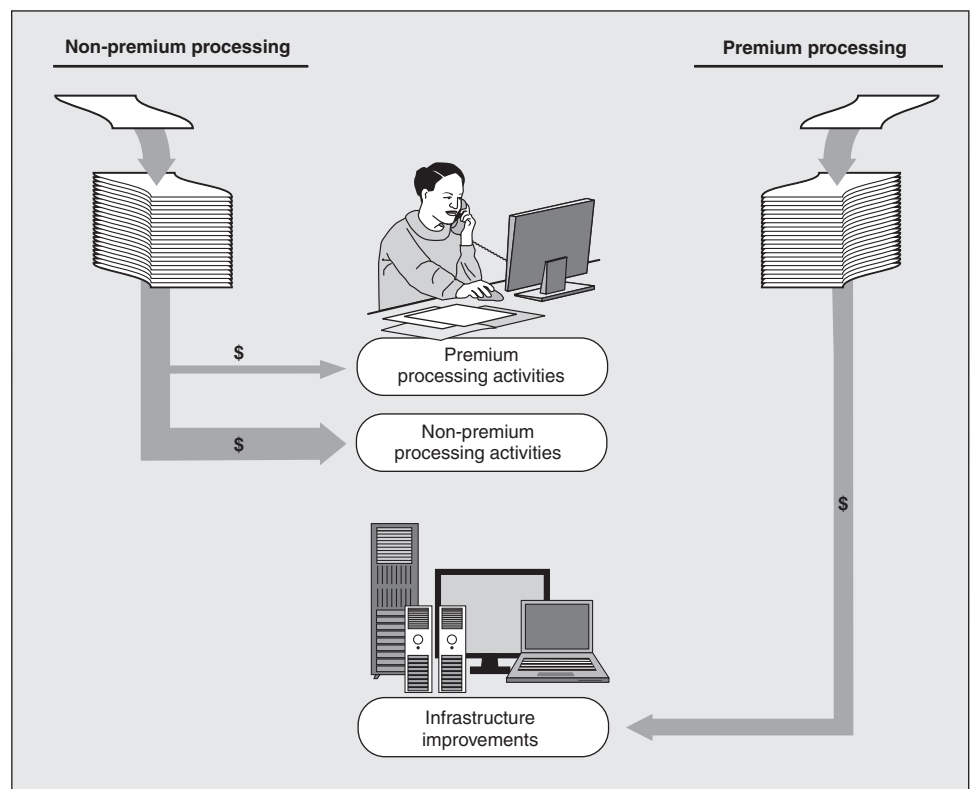 Non-premium processing
Premium processing
$
Premium
processing activities
$
Non-premium
processing activities
$
Infrastructure
improvements